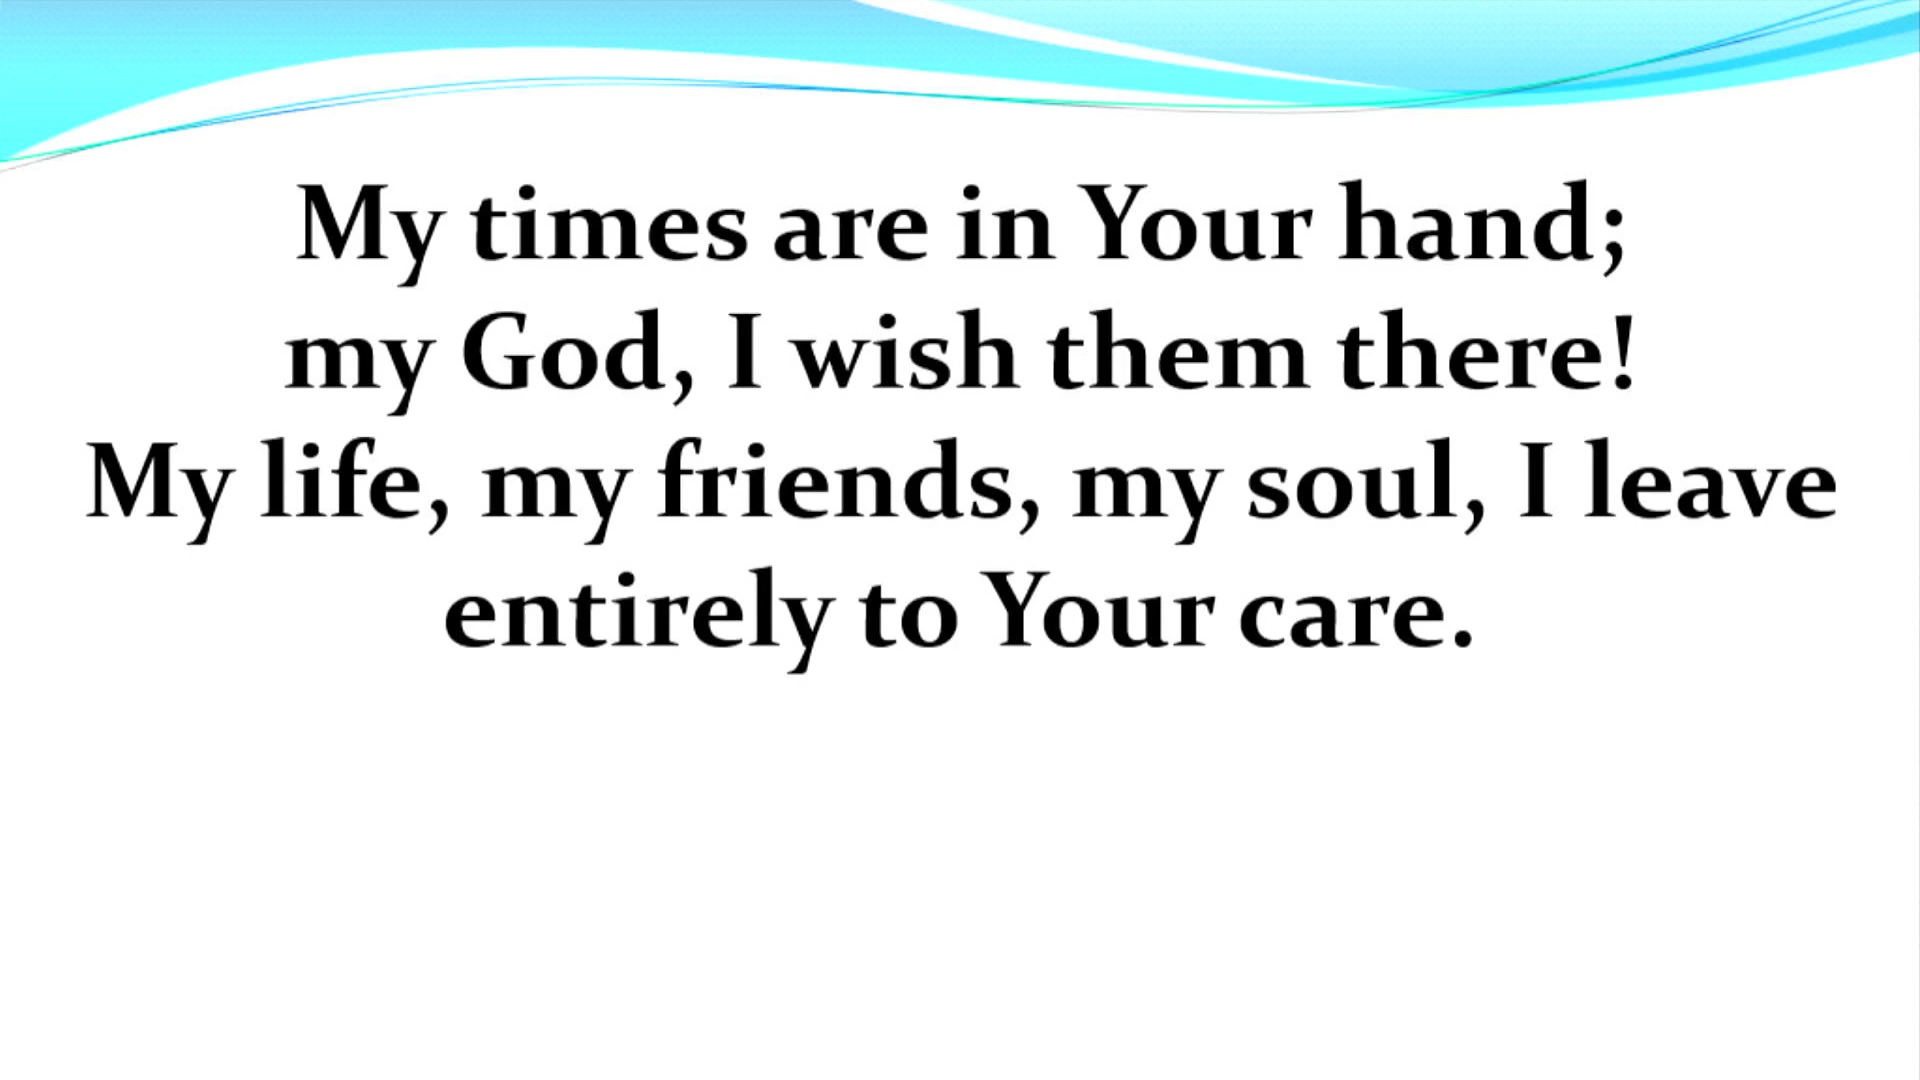 My times are in Your hand;
my God, I wish them there!
My life, my friends, my soul, I leave
entirely to Your care.